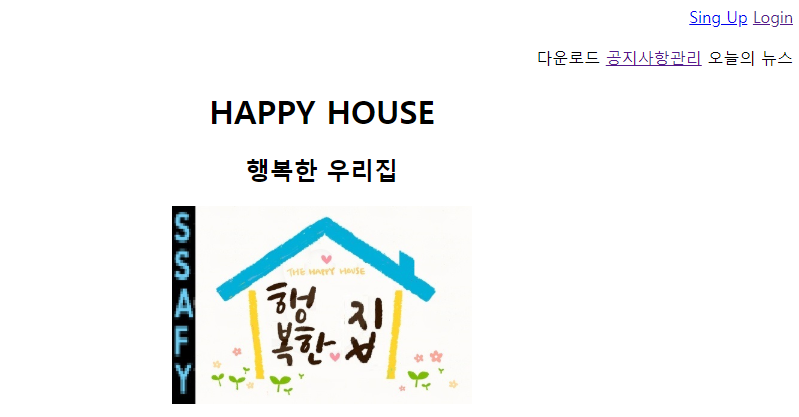 Sing Up Login
다운로드 공지사항관리 오늘의 뉴스
HAPPY HOUSE
행복한 우리집
SSAFY
THE HAPPY HOUSE
행복한 집